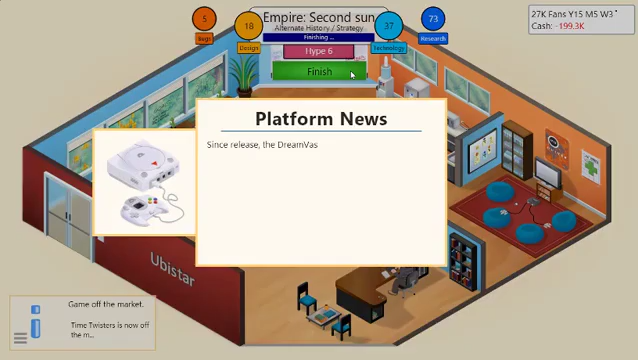 5
Bugs
18
Design
Empire: Second sun
Alternate History / Strategy
Finishing ...
Hype 6
Finish
37
Technology
73
Research
27K Fans Y15 M5 W3
Cash: -199.3K
Platform News
Since release, the DreamVas
Ubistar
Game off the market.
Time Twisters is now off
the m...